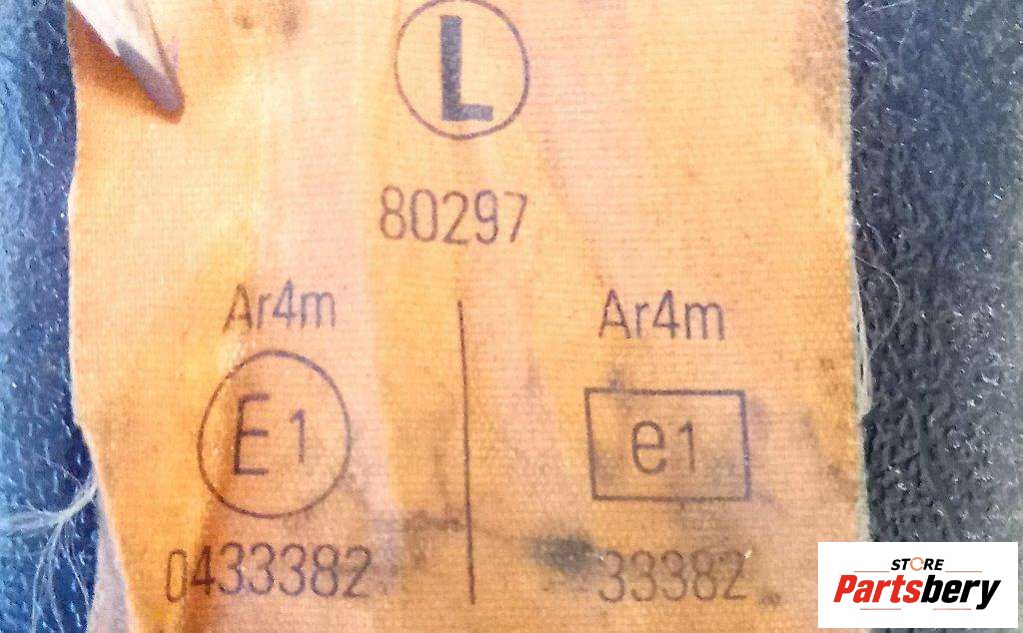 L
80297
Ar4m
E1
0433382
Ar4m
e1
33382
STORE
Partsbery